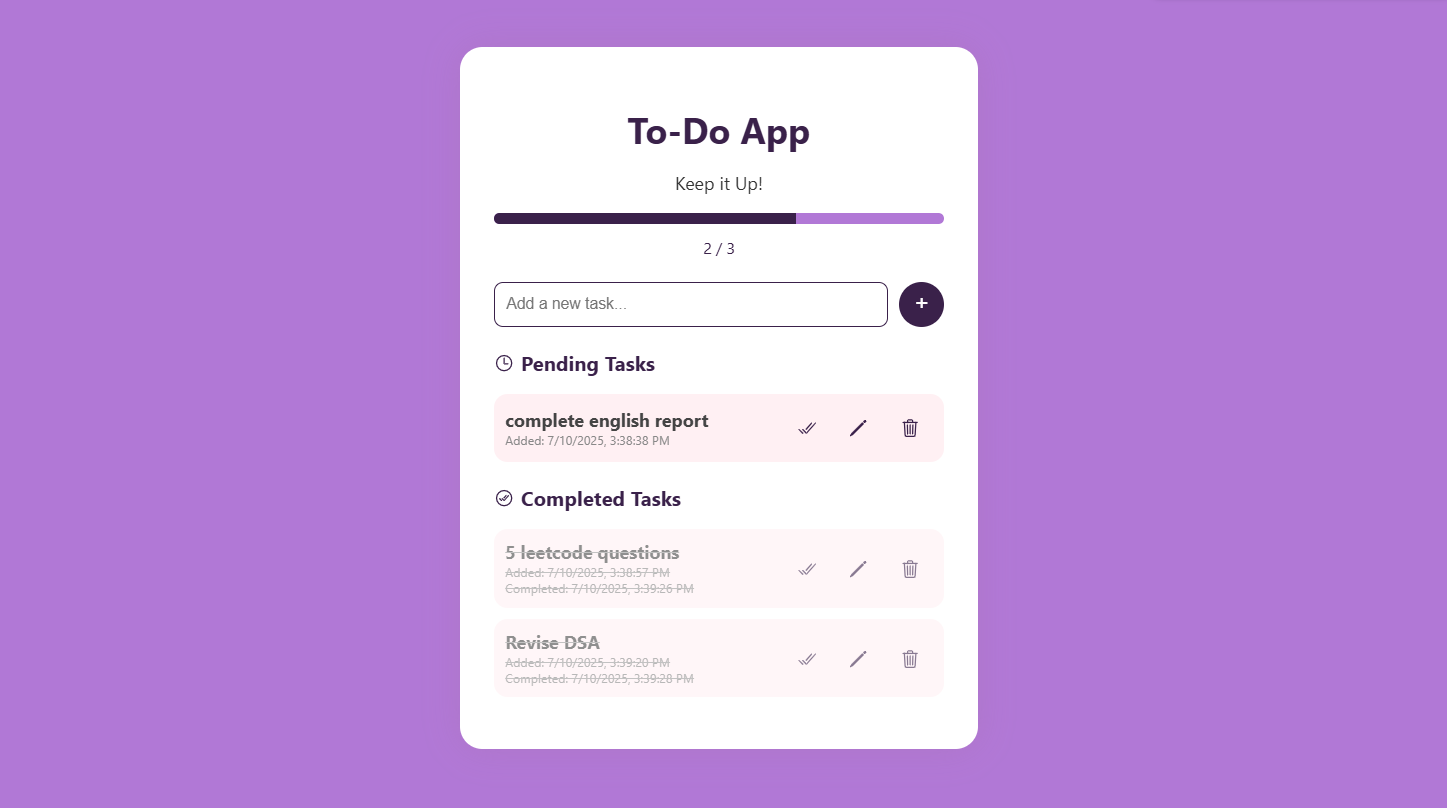 To-Do App
Keep it Up!
2 / 3
Add a new task...
+
Pending Tasks
complete english report
Added: 7/10/2025, 3:38:38 PM
Completed Tasks
5 leetcode questions
Added: 7/10/2025, 3:38:57 PM
Completed: 7/10/2025, 3:39:26 PM
Revise DSA
Added: 7/10/2025, 3:39:20 PM
Completed: 7/10/2025, 3:39:28 PM